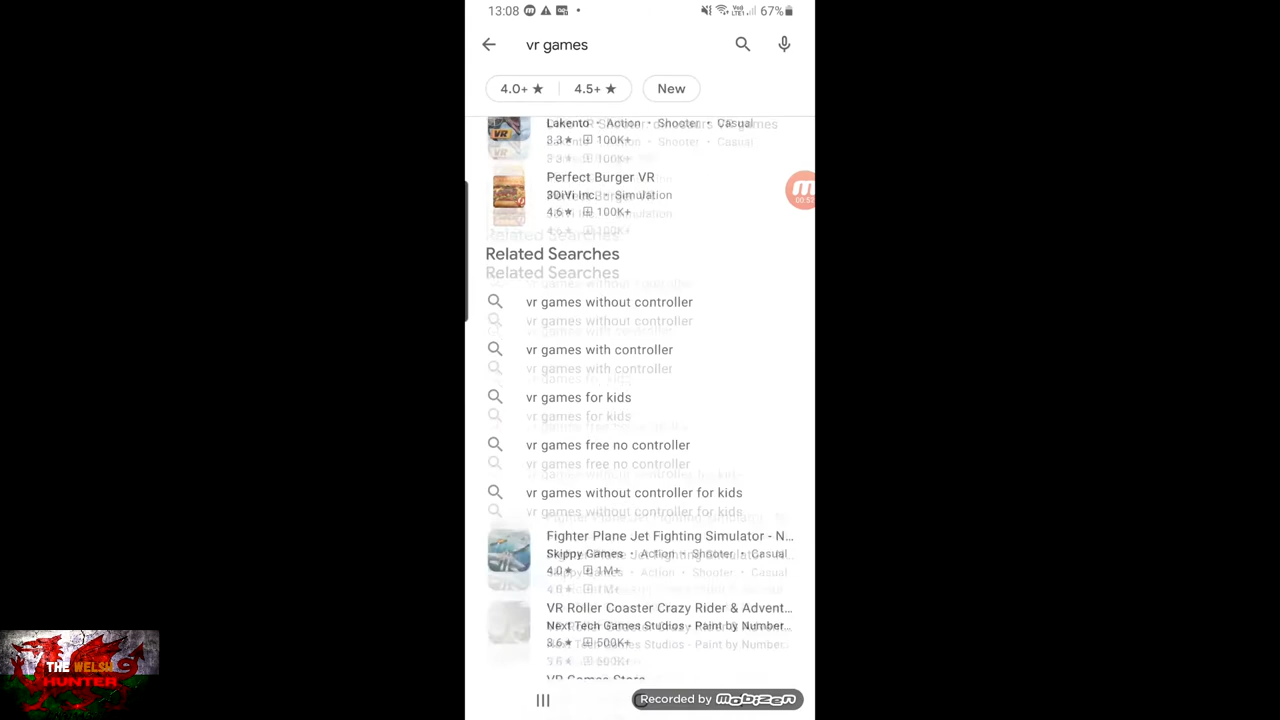 13:08 67%
vr games
4.0+ ★ 4.5+ ★ New
Lakento • Action • Shooter • Casual
3.3★ 100K+
Perfect Burger VR
3DiVi Inc. • Simulation
4.6★ 100K+
Related Searches
vr games without controller
vr games with controller
vr games for kids
vr games free no controller
vr games without controller for kids
Fighter Plane Jet Fighting Simulator - N...
Skippy Games • Action • Shooter • Casual
4.0★ 1M+
VR Roller Coaster Crazy Rider & Advent...
Next Tech Games Studios • Paint by Number...
3.6★ 500K+
VR Games Store
Recorded by mobizen
THE WELSH
HUNTER